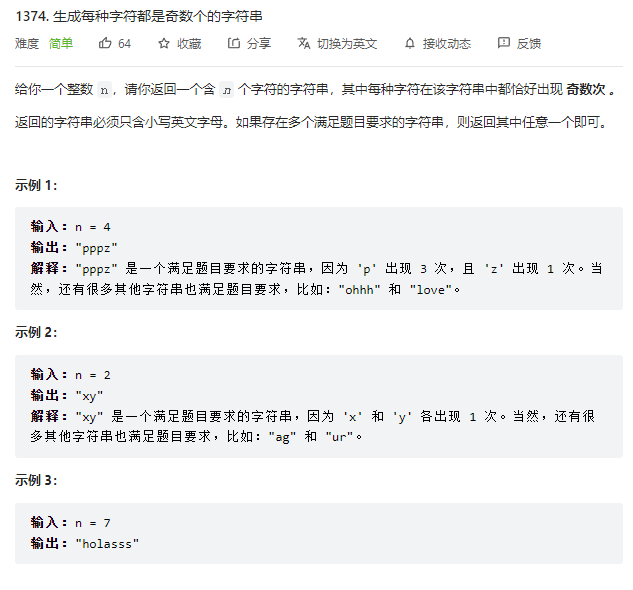 1374. 生成每种字符都是奇数个的字符串
难度 简单 64 收藏 分享 切换为英文 接收动态 反馈
给你一个整数 n，请你返回一个含 n 个字符的字符串，其中每种字符在该字符串中都恰好出现 奇数次 。
返回的字符串必须只含小写英文字母。如果存在多个满足题目要求的字符串，则返回其中任意一个即可。
示例 1：
输入：n = 4
输出："pppz"
解释："pppz" 是一个满足题目要求的字符串，因为 'p' 出现 3 次，且 'z' 出现 1 次。当
然，还有很多其他字符串也满足题目要求，比如："ohhh" 和 "love"。
示例 2：
输入：n = 2
输出："xy"
解释："xy" 是一个满足题目要求的字符串，因为 'x' 和 'y' 各出现 1 次。当然，还有很
多其他字符串也满足题目要求，比如："ag" 和 "ur"。
示例 3：
输入：n = 7
输出："holasss"